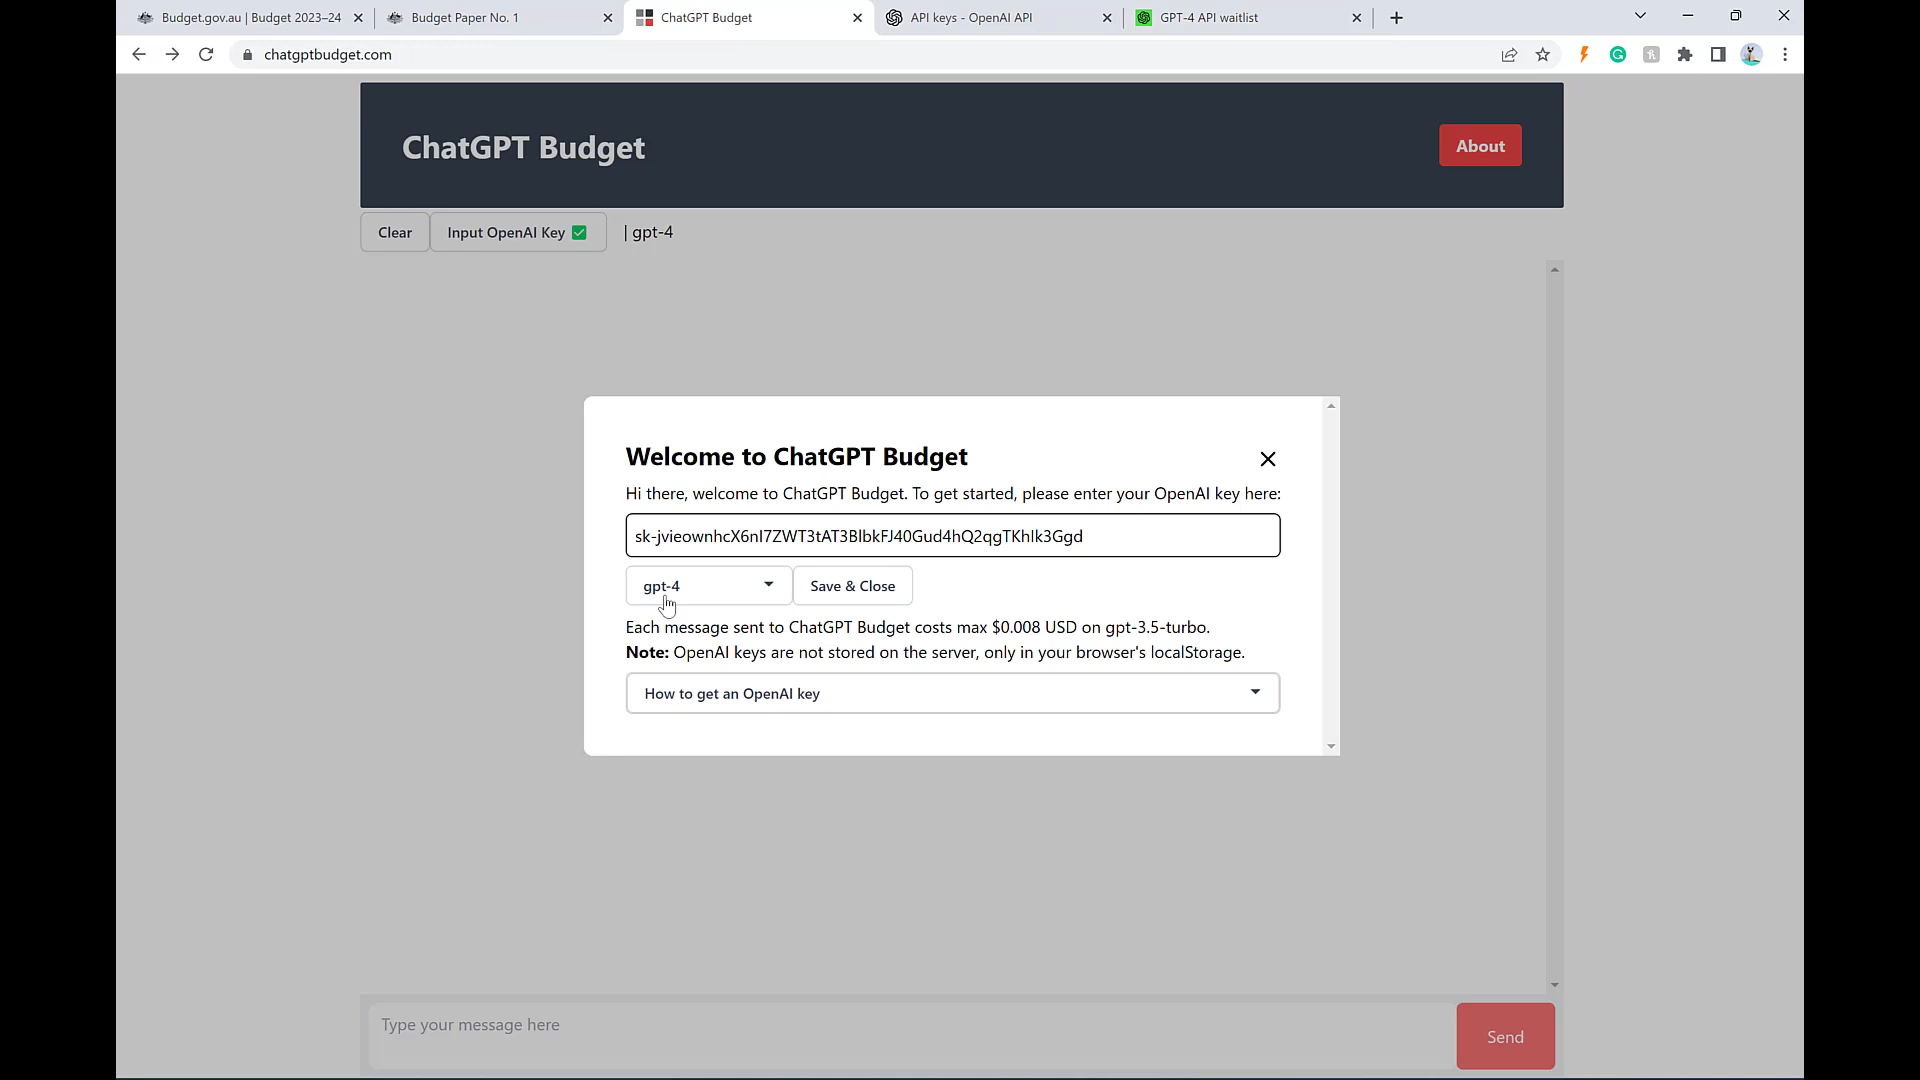 Budget.gov.au | Budget 2023–24
Budget Paper No. 1
ChatGPT Budget
API keys - OpenAI API
GPT-4 API waitlist
chatgptbudget.com
ChatGPT Budget
About
Clear
Input OpenAI Key ✅
| gpt-4
Welcome to ChatGPT Budget
Hi there, welcome to ChatGPT Budget. To get started, please enter your OpenAI key here:
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
gpt-4
Save & Close
Each message sent to ChatGPT Budget costs max $0.008 USD on gpt-3.5-turbo.
Note: OpenAI keys are not stored on the server, only in your browser's localStorage.
How to get an OpenAI key
Type your message here
Send